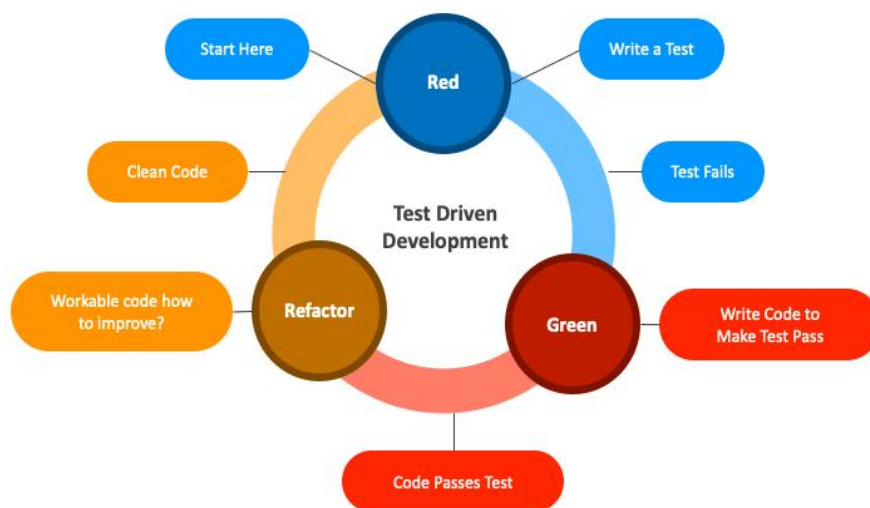 Start Here
Red
Write a Test
Clean Code
Test Fails
Test Driven
Development
Workable code how
to improve?
Refactor
Green
Write Code to
Make Test Pass
Code Passes Test